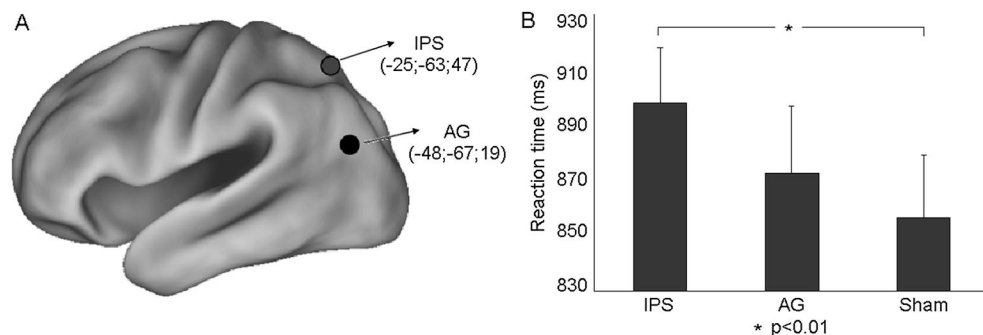 A
IPS
(-25;-63;47)
AG
(-48;-67;19)
B
Reaction time (ms)
930
910
890
870
850
830
*
IPS AG Sham
* p<0.01